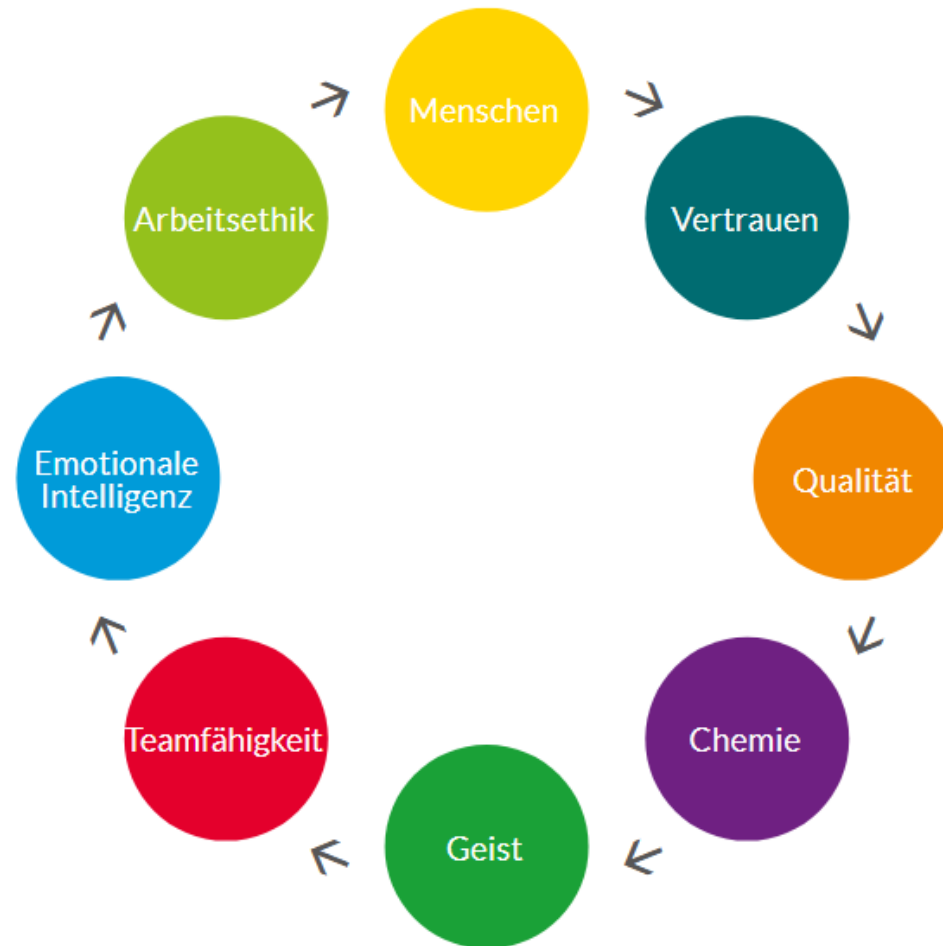 Menschen
Vertrauen
Qualität
Chemie
Geist
Teamfähigkeit
Emotionale
Intelligenz
Arbeitsethik